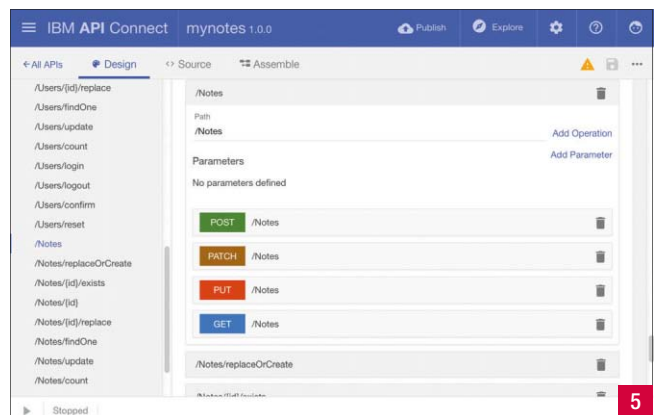 IBM API Connect mynotes 1.0.0 Publish Explore
All APIs Design Source Assemble
/Users/{id}/replace
/Users/findOne
/Users/update
/Users/count
/Users/login
/Users/logout
/Users/confirm
/Users/reset
/Notes
/Notes/replaceOrCreate
/Notes/{id}/exists
/Notes/{id}
/Notes/{id}/replace
/Notes/findOne
/Notes/update
/Notes/count
/Notes
Path
/Notes
Add Operation
Parameters
Add Parameter
No parameters defined
POST /Notes
PATCH /Notes
PUT /Notes
GET /Notes
/Notes/replaceOrCreate
/Notes/{id}/exists
Stopped
5